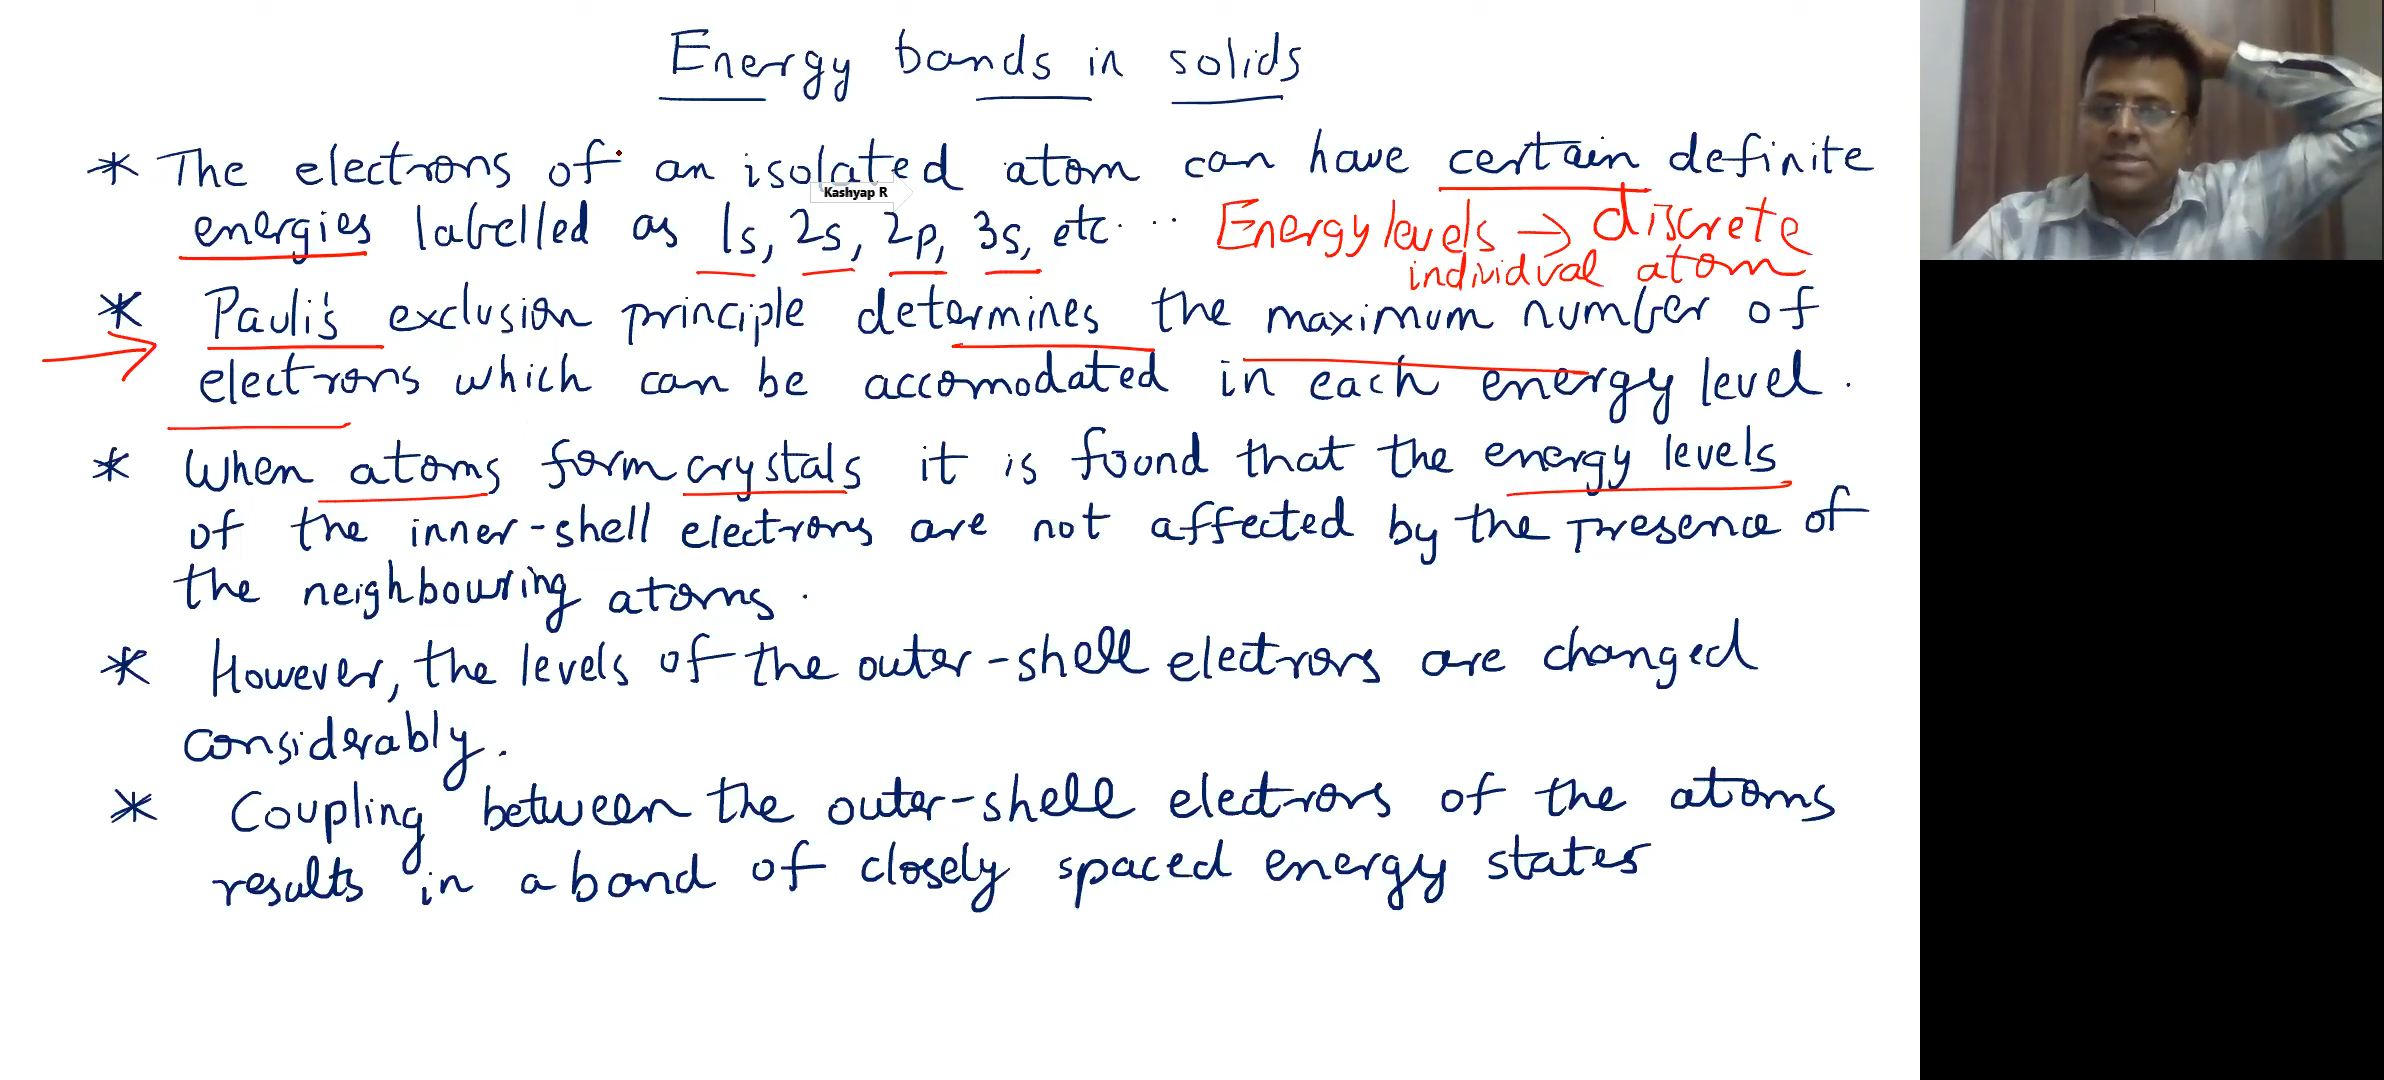 Energy bands in solids
* The electrons of an isolated atom can have certain definite
Kashyap R
energies labelled as 1s, 2s, 2p, 3s, etc... Energy levels → discrete
individual atom
* Pauli's exclusion principle determines the maximum number of
electrons which can be accomodated in each energy level.
* When atoms form crystals it is found that the energy levels
of the inner-shell electrons are not affected by the presence of
the neighbouring atoms.
* However, the levels of the outer-shell electrons are changed
considerably.
* Coupling between the outer-shell electrons of the atoms
results in a band of closely spaced energy states